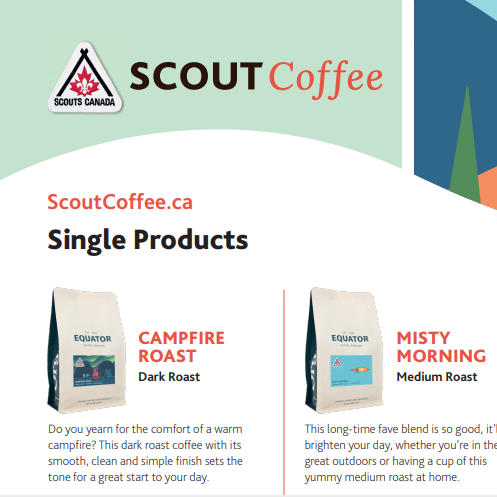 SCOUTS CANADA
SCOUT Coffee
ScoutCoffee.ca
Single Products
EQUATOR
CAMPFIRE
ROAST
Dark Roast
Do you yearn for the comfort of a warm
campfire? This dark roast coffee with its
smooth, clean and simple finish sets the
tone for a great start to your day.
EQUATOR
MISTY
MORNING
Medium Roast
This long-time fave blend is so good, it'l
brighten your day, whether you're in the
great outdoors or having a cup of this
yummy medium roast at home.